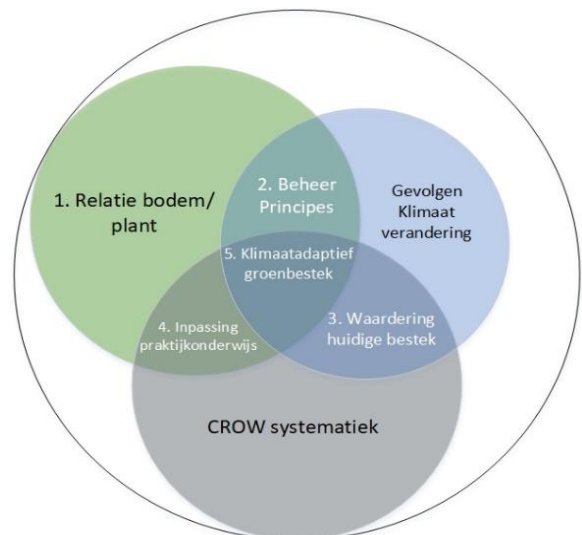 1. Relatie bodem/
plant
2. Beheer
Principes
Gevolgen
Klimaat
verandering
5. Klimaatadaptief
groenbestek
4. Inpassing
praktijkonderwijs
3. Waardering
huidige bestek
CROW systematiek